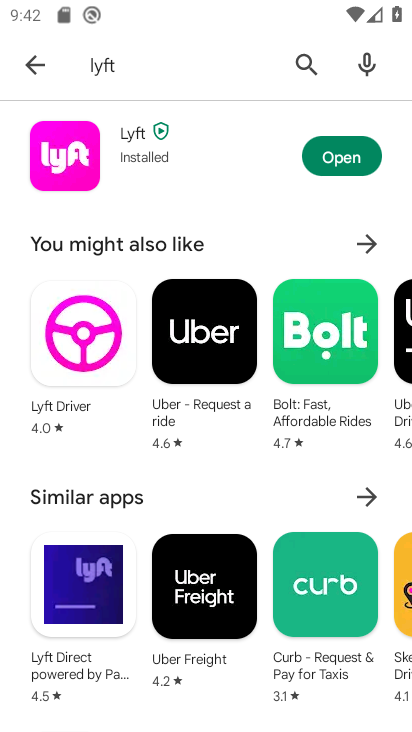 9:42
lyft
lyft
Lyft
Installed
Open
You might also like
Uber
Bolt
Lyft Driver
4.0 ★
Uber - Request a
ride
4.6 ★
Bolt: Fast,
Affordable Rides
4.7 ★
Ub
Dri
4.6
Similar apps
lyft
Uber
Freight
curb
Lyft Direct
powered by Pa...
4.5 ★
Uber Freight
4.2 ★
Curb - Request &
Pay for Taxis
3.1 ★
Ske
Dri
4.1